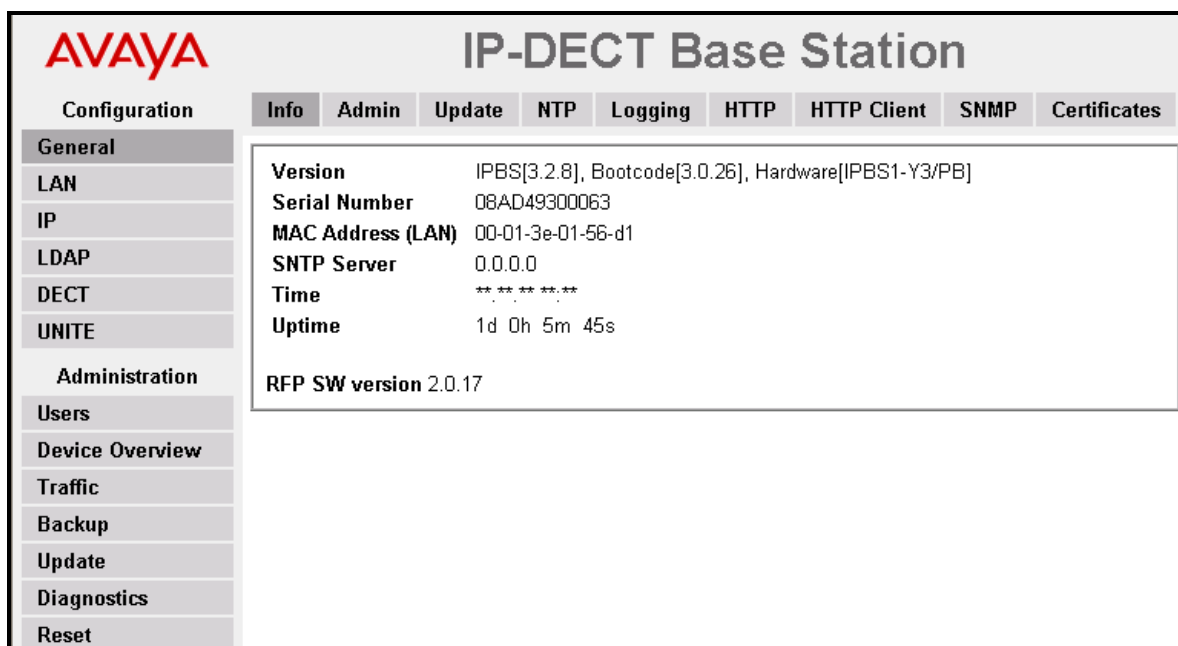 AVAYA
IP-DECT Base Station
Configuration
Info Admin Update NTP Logging HTTP HTTP Client SNMP Certificates
General
LAN
IP
LDAP
DECT
UNITE
Administration
Users
Device Overview
Traffic
Backup
Update
Diagnostics
Reset
Version IPBS[3.2.8], Bootcode[3.0.26], Hardware[IPBS1-Y3/PB]
Serial Number 08AD49300063
MAC Address (LAN) 00-01-3e-01-56-d1
SNTP Server 0.0.0.0
Time **.**.** **:**
Uptime 1d 0h 5m 45s
RFP SW version 2.0.17